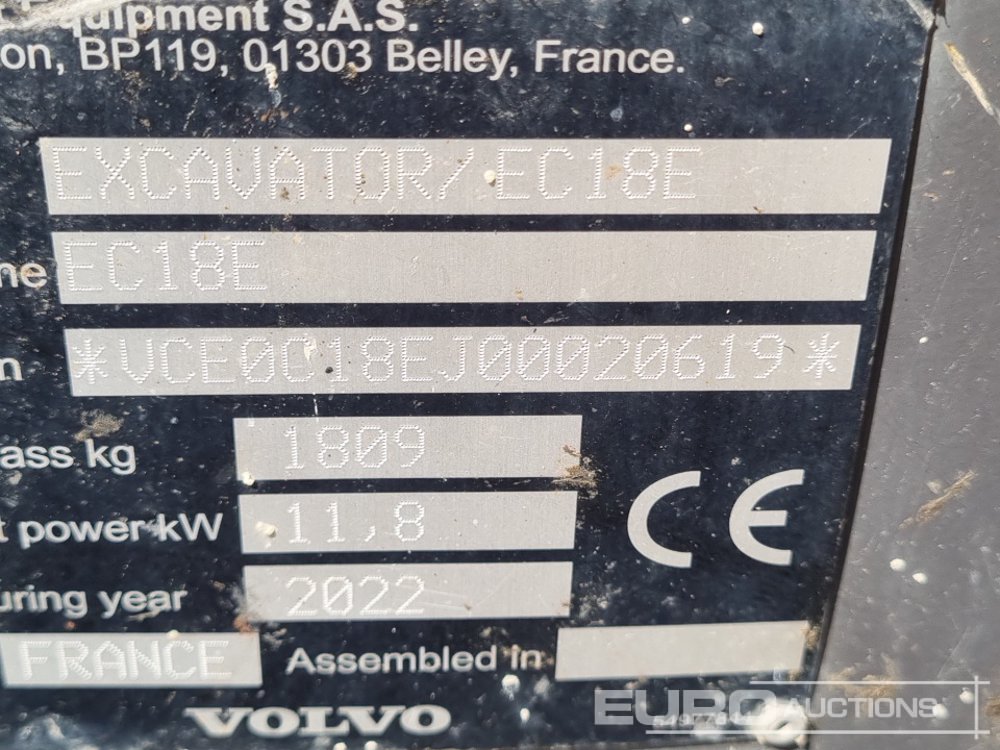 quipment S.A.S.
on, BP119, 01303 Belley, France.
EXCAVATOR/ EC18E
ne EC18E
n *VCE0C18EJ00020619*
ass kg 1809
t power kW 11,8
uring year 2022
FRANCE Assembled in
CE
VOLVO
EURO AUCTIONS